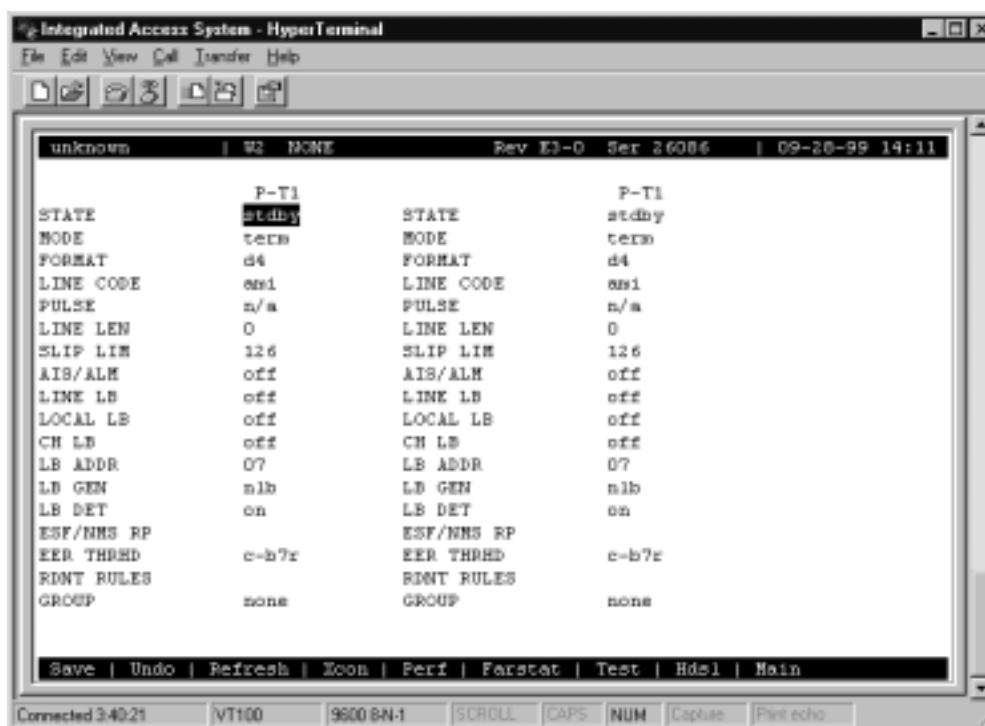 Integrated Access System - HyperTerminal
File Edit View Call Transfer Help
unknown | W2 NONE Rev E3-0 Ser 26086 | 09-28-99 14:11
P-T1 P-T1
STATE stdby STATE stdby
MODE term MODE term
FORMAT d4 FORMAT d4
LINE CODE ami LINE CODE ami
PULSE n/a PULSE n/a
LINE LEN 0 LINE LEN 0
SLIP LIM 126 SLIP LIM 126
AIS/ALM off AIS/ALM off
LINE LB off LINE LB off
LOCAL LB off LOCAL LB off
CH LB off CH LB off
LB ADDR 07 LB ADDR 07
LB GEN nlb LB GEN nlb
LB DET on LB DET on
ESF/NMS RP ESF/NMS RP
EER THRHD c-b7r EER THRHD c-b7r
RDNT RULES RDNT RULES
GROUP none GROUP none
Save | Undo | Refresh | Xcon | Perf | Farstat | Test | Hdsl | Main
Connected 3:40:21 VT100 9600 8-N-1 SCROLL CAPS NUM Capture Print echo